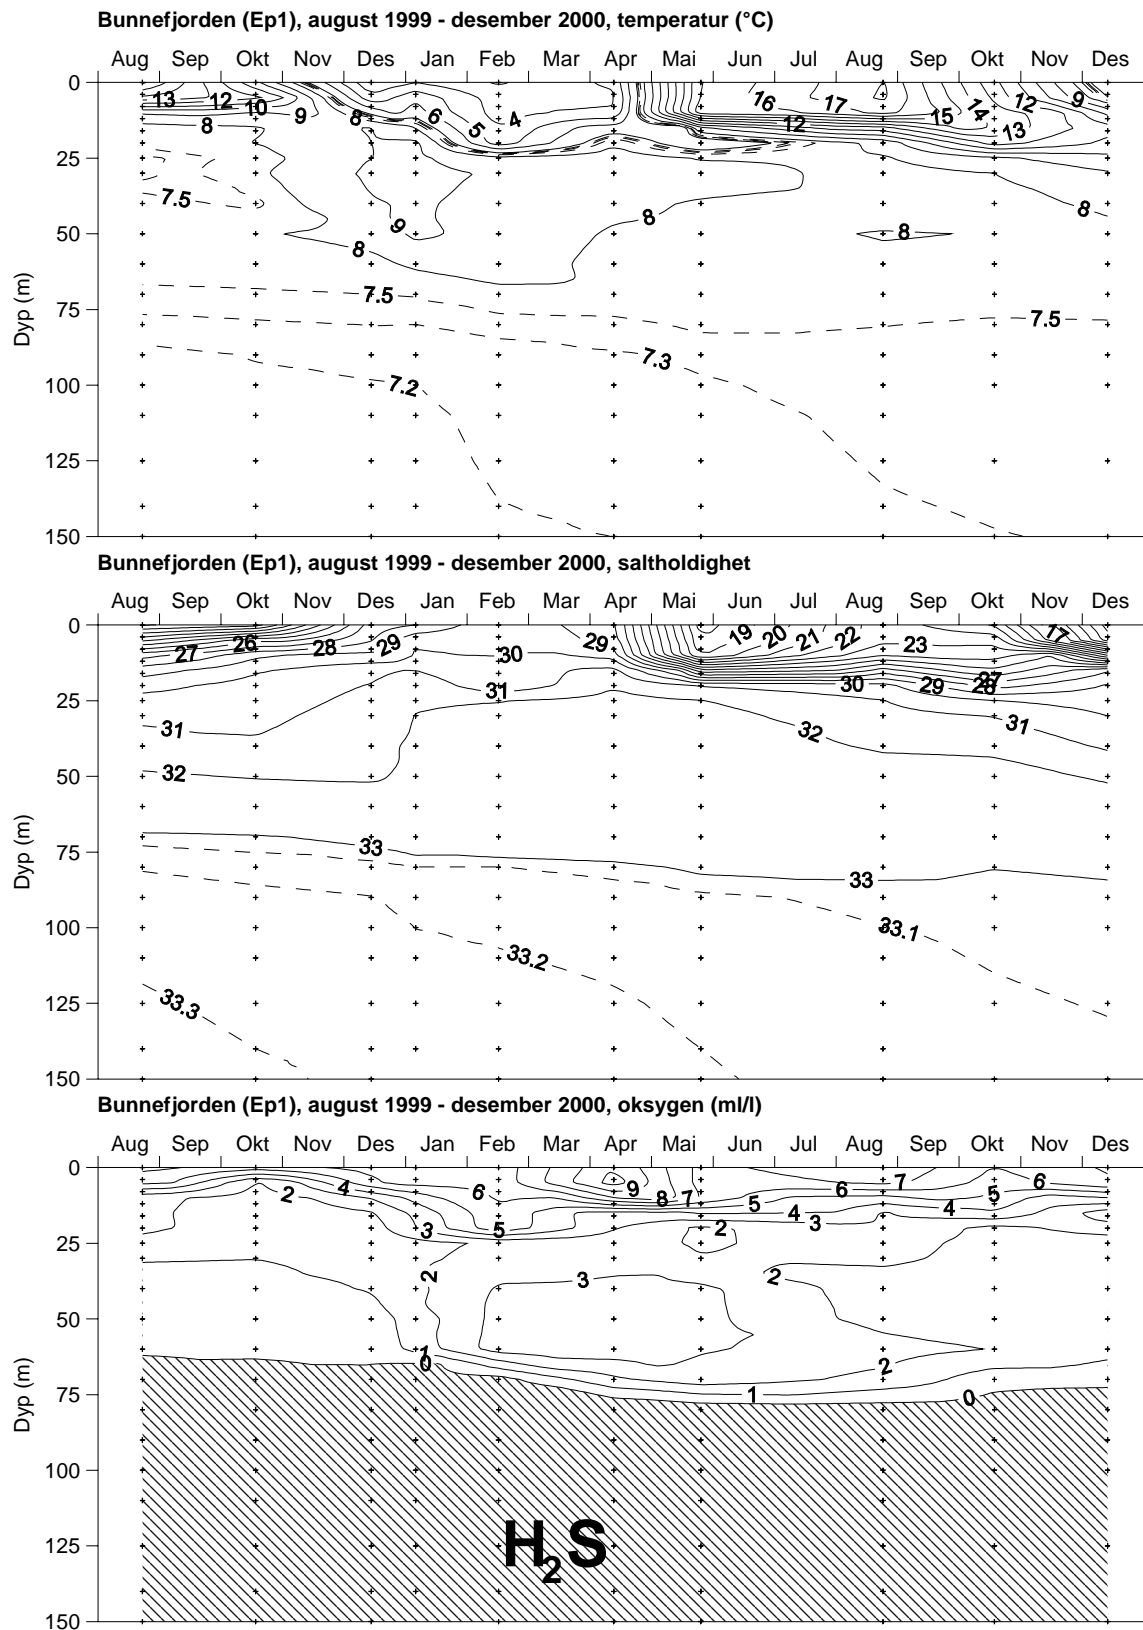 Bunnefjorden (Ep1), august 1999 - desember 2000, temperatur (°C)
Aug Sep Okt Nov Des Jan Feb Mar Apr Mai Jun Jul Aug Sep Okt Nov Des
0
25
50
75
100
125
150
Dyp (m)
13 12 10 9 8 6 5 4 16 17 12 15 14 13 12 9
8
7.5
9
8
8
8
8
7.5
7.5
7.3
7.2
Bunnefjorden (Ep1), august 1999 - desember 2000, saltholdighet
Aug Sep Okt Nov Des Jan Feb Mar Apr Mai Jun Jul Aug Sep Okt Nov Des
0
25
50
75
100
125
150
Dyp (m)
27 26 28 29 30 29 19 20 21 22 23 17
31 30 29 28 27
31 32 31
32
33 33
33.1
33.2
33.3
Bunnefjorden (Ep1), august 1999 - desember 2000, oksygen (ml/l)
Aug Sep Okt Nov Des Jan Feb Mar Apr Mai Jun Jul Aug Sep Okt Nov Des
0
25
50
75
100
125
150
Dyp (m)
2 4 6 9 8 7 5 6 7 4 5 6
3 5 2 4 3
2 3 2
1 2
0 1 0
H2S